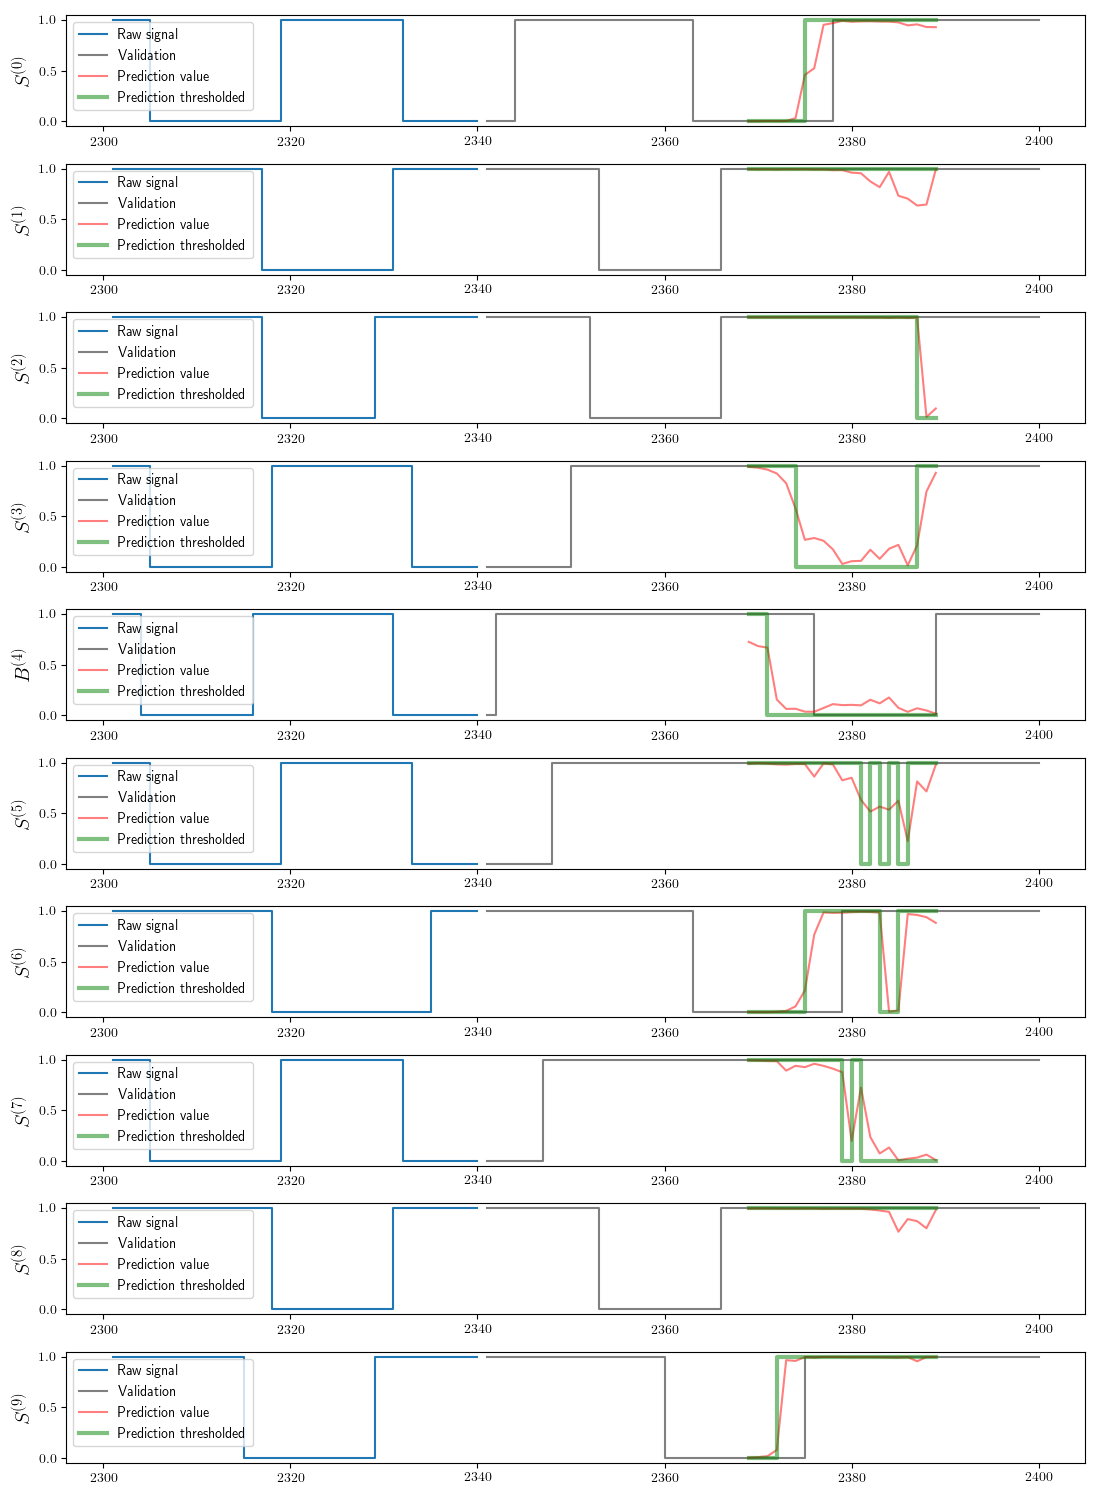 1.0
0.5
0.0
S^(0)
Raw signal
Validation
Prediction value
Prediction thresholded
2300 2320 2340 2360 2380 2400
1.0
0.5
0.0
S^(1)
Raw signal
Validation
Prediction value
Prediction thresholded
2300 2320 2340 2360 2380 2400
1.0
0.5
0.0
S^(2)
Raw signal
Validation
Prediction value
Prediction thresholded
2300 2320 2340 2360 2380 2400
1.0
0.5
0.0
S^(3)
Raw signal
Validation
Prediction value
Prediction thresholded
2300 2320 2340 2360 2380 2400
1.0
0.5
0.0
B^(4)
Raw signal
Validation
Prediction value
Prediction thresholded
2300 2320 2340 2360 2380 2400
1.0
0.5
0.0
S^(5)
Raw signal
Validation
Prediction value
Prediction thresholded
2300 2320 2340 2360 2380 2400
1.0
0.5
0.0
S^(6)
Raw signal
Validation
Prediction value
Prediction thresholded
2300 2320 2340 2360 2380 2400
1.0
0.5
0.0
S^(7)
Raw signal
Validation
Prediction value
Prediction thresholded
2300 2320 2340 2360 2380 2400
1.0
0.5
0.0
S^(8)
Raw signal
Validation
Prediction value
Prediction thresholded
2300 2320 2340 2360 2380 2400
1.0
0.5
0.0
S^(9)
Raw signal
Validation
Prediction value
Prediction thresholded
2300 2320 2340 2360 2380 2400